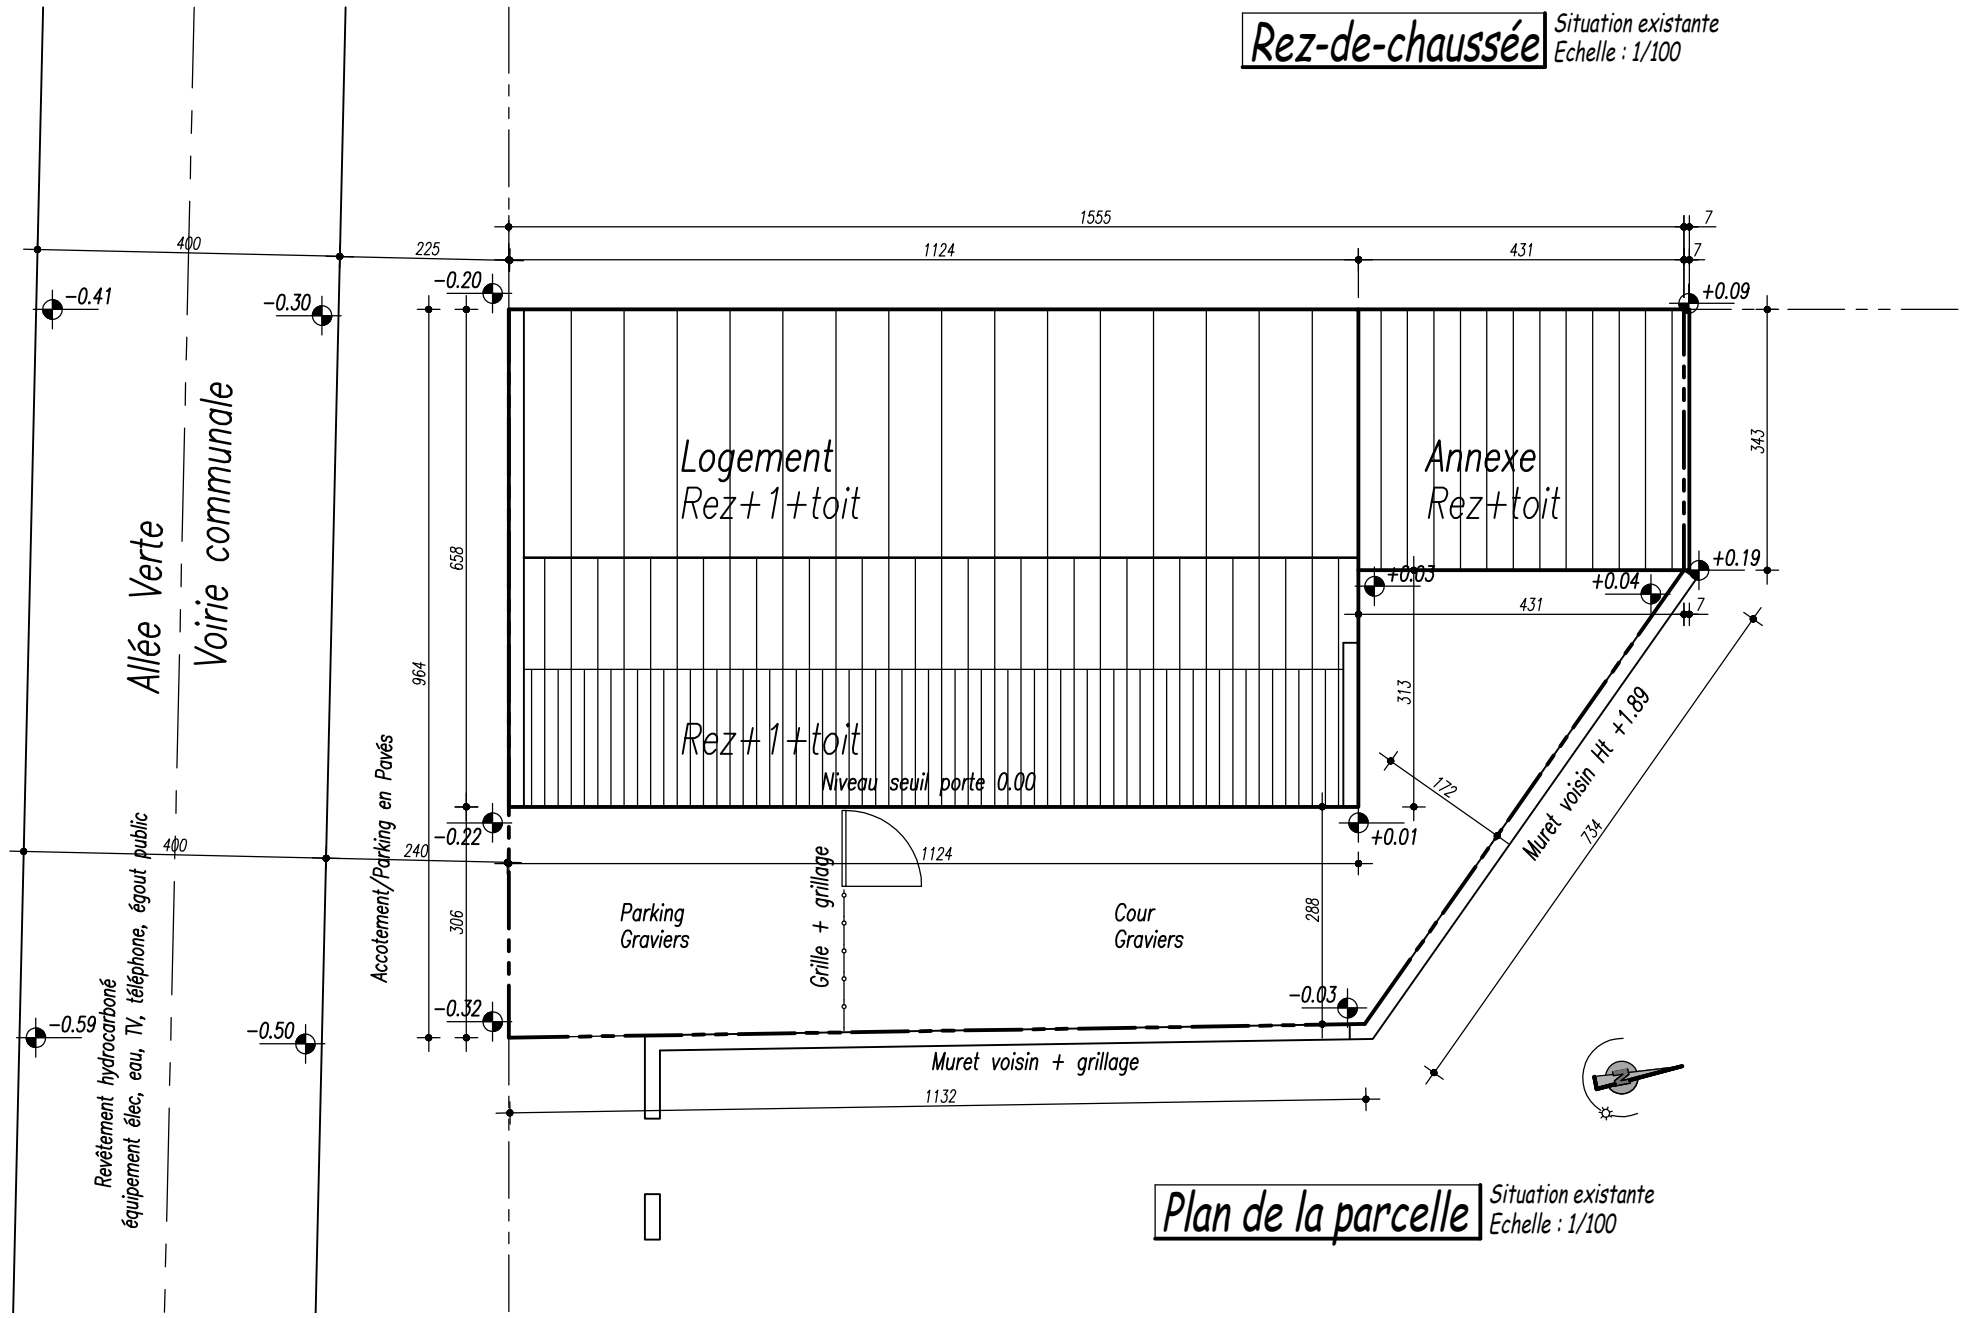 Rez-de-chaussée
Situation existante
Echelle : 1/100
1555
7
400
225
1124
431
7
-0.20
-0.41
-0.30
+0.09
Allée Verte
Voirie communale
Logement
Rez+1+toit
Annexe
Rez+toit
343
658
964
+0.03
+0.04
+0.19
431
7
313
Rez+1+toit
Niveau seuil porte 0.00
Muret voisin Ht +1.89
172
734
Accotement/Parking en Pavés
-0.22
+0.01
400
240
1124
306
Parking
Graviers
Grille + grillage
Cour
Graviers
288
-0.32
-0.03
-0.59
-0.50
Revêtement hydrocarboné
équipement élec, eau, TV, téléphone, égout public
Muret voisin + grillage
1132
N
Plan de la parcelle
Situation existante
Echelle : 1/100